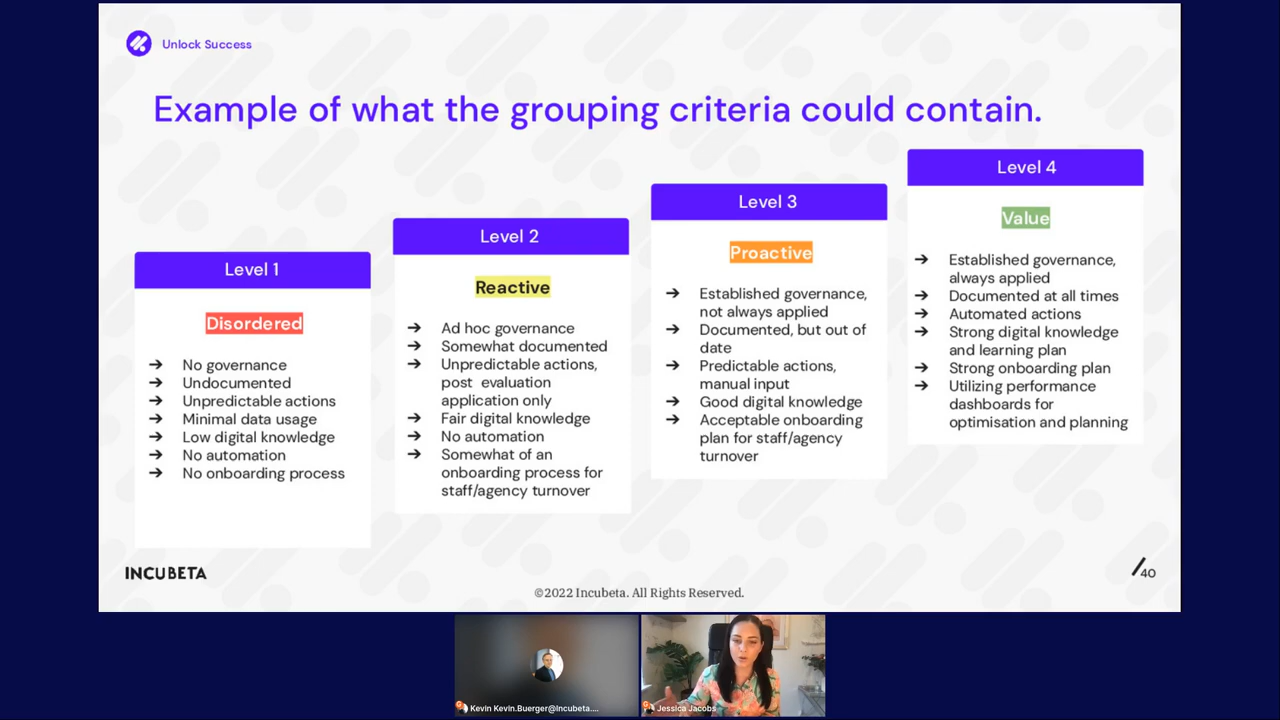 Unlock Success
Example of what the grouping criteria could contain.
Level 1
Disordered
➔ No governance
➔ Undocumented
➔ Unpredictable actions
➔ Minimal data usage
➔ Low digital knowledge
➔ No automation
➔ No onboarding process
Level 2
Reactive
➔ Ad hoc governance
➔ Somewhat documented
➔ Unpredictable actions,
post evaluation
application only
➔ Fair digital knowledge
➔ No automation
➔ Somewhat of an
onboarding process for
staff/agency turnover
Level 3
Proactive
➔ Established governance,
not always applied
➔ Documented, but out of
date
➔ Predictable actions,
manual input
➔ Good digital knowledge
➔ Acceptable onboarding
plan for staff/agency
turnover
Level 4
Value
➔ Established governance,
always applied
➔ Documented at all times
➔ Automated actions
➔ Strong digital knowledge
and learning plan
➔ Strong onboarding plan
➔ Utilizing performance
dashboards for
optimisation and planning
INCUBETA
40
©2022 Incubeta. All Rights Reserved.
Kevin Kevin.Buerger@Incubeta....
Jessica Jacobs